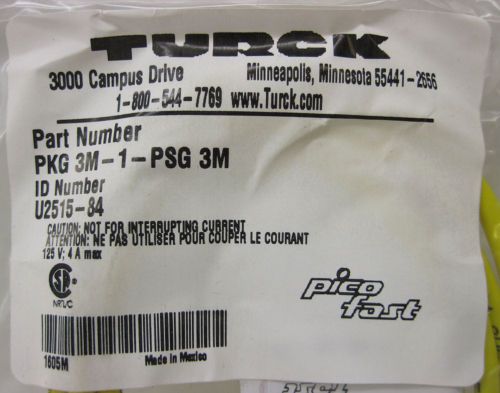 TURCK
3000 Campus Drive Minneapolis, Minnesota 55441-2656
1-800-544-7769 www.Turck.com
Part Number
PKG 3M-1-PSG 3M
ID Number
U2515-84
CAUTION: NOT FOR INTERRUPTING CURRENT
ATTENTION: NE PAS UTILISER POUR COUPER LE COURANT
125 V; 4 A max
NRTL/C
pico
fast
1605M
Made in Mexico